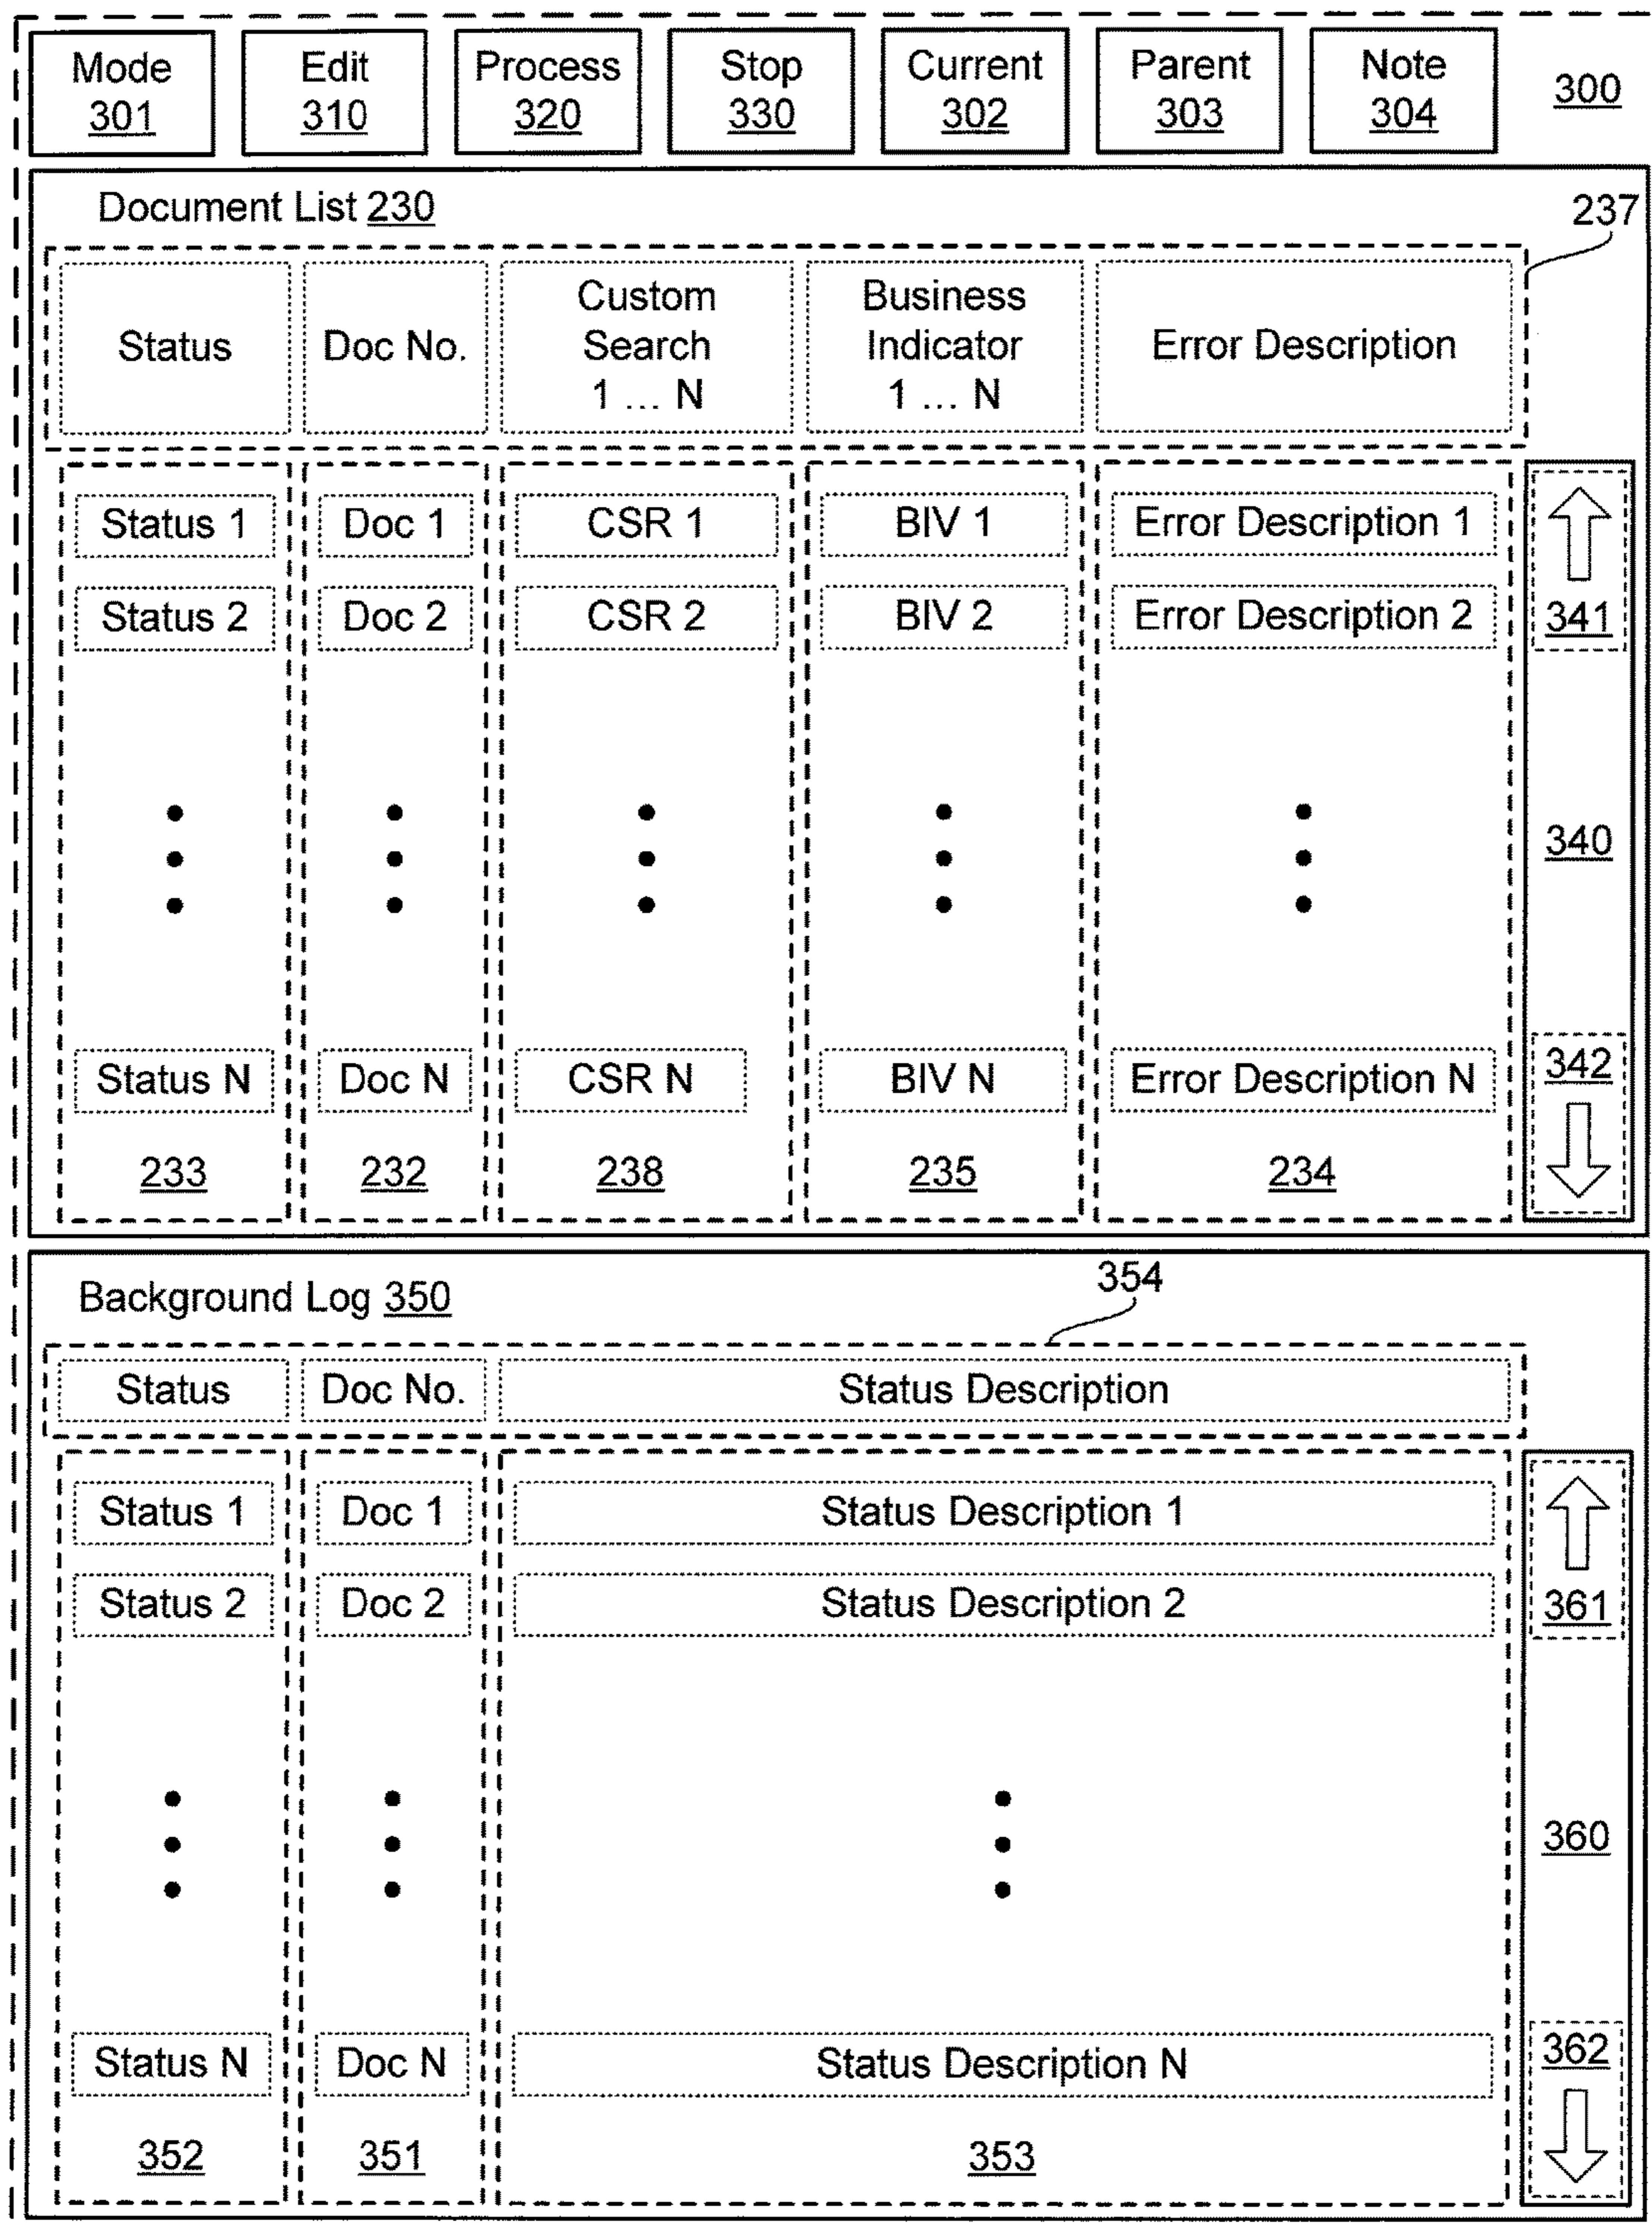 Mode Edit Process Stop Current Parent Note
301 310 320 330 302 303 304 300
Document List 230
237
Status Doc No. Custom Search 1 ... N Business Indicator 1 ... N Error Description
Status 1 Doc 1 CSR 1 BIV 1 Error Description 1
Status 2 Doc 2 CSR 2 BIV 2 Error Description 2
341
340
Status N Doc N CSR N BIV N Error Description N
342
233 232 238 235 234
354
Background Log 350
Status Doc No. Status Description
Status 1 Doc 1 Status Description 1
Status 2 Doc 2 Status Description 2
361
360
Status N Doc N Status Description N
362
352 351 353